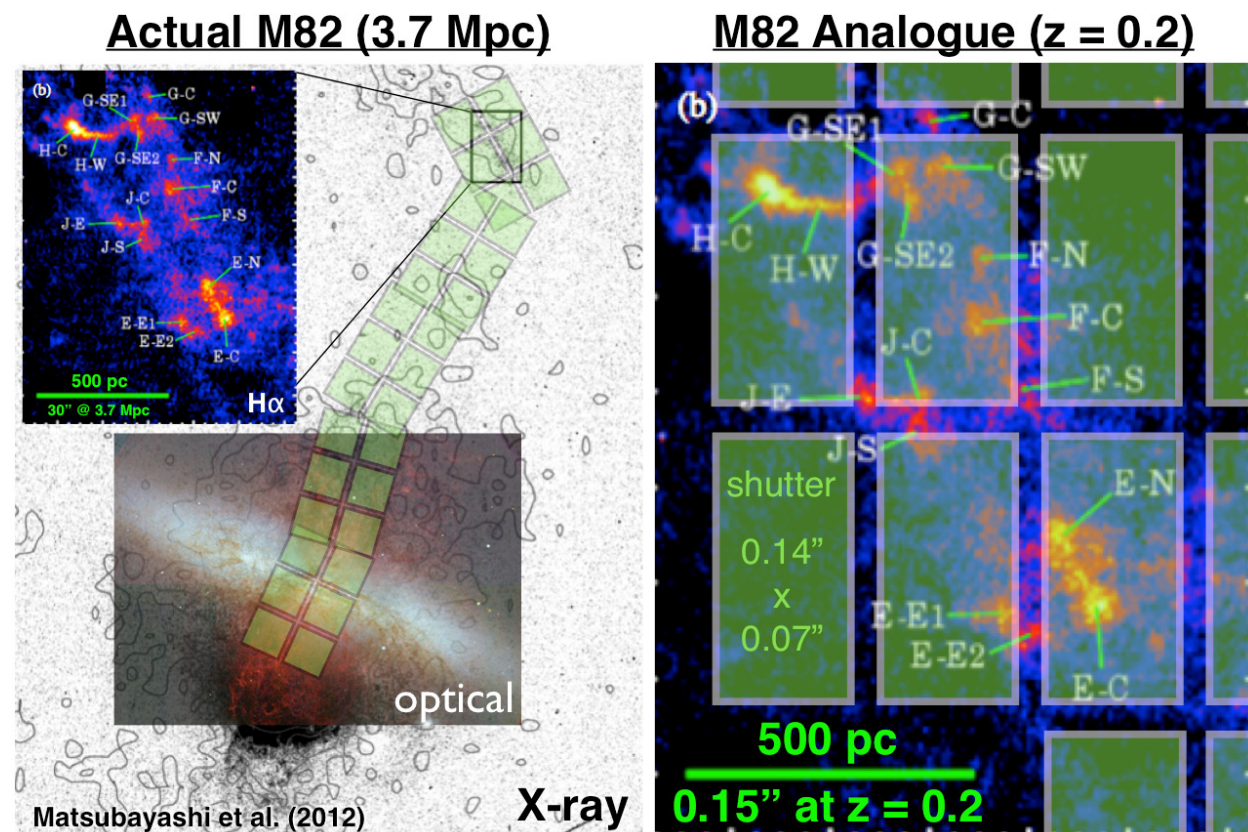 Actual M82 (3.7 Mpc)
(b)
G-C
G-SE1
G-SW
H-C
H-W
G-SE2
F-N
F-C
J-C
J-E
F-S
J-S
E-N
E-E1
E-E2
E-C
500 pc
30” @ 3.7 Mpc
Hα
optical
X-ray
Matsubayashi et al. (2012)
M82 Analogue (z = 0.2)
(b)
G-SE1
G-C
G-SW
H-C
H-W
G-SE2
F-N
F-C
J-C
F-S
J-E
J-S
shutter
0.14”
x
0.07”
E-N
E-E1
E-E2
E-C
500 pc
0.15” at z = 0.2